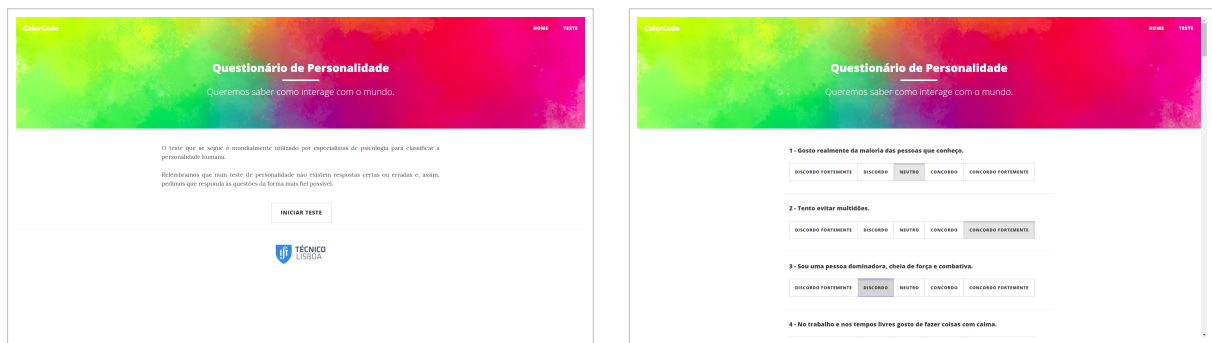 ColorCode
HOME TESTE
Questionário de Personalidade
Queremos saber como interage com o mundo.
O teste que se segue é mundialmente utilizado por especialistas de psicologia para classificar a
personalidade humana.
Relembramos que num teste de personalidade não existem respostas certas ou erradas e, assim,
pedimos que responda às questões da forma mais fiel possível.
INICIAR TESTE
TÉCNICO
LISBOA
ColorCode
HOME TESTE
Questionário de Personalidade
Queremos saber como interage com o mundo.
1 - Gosto realmente da maioria das pessoas que conheço.
DISCORDO FORTEMENTE DISCORDO NEUTRO CONCORDO CONCORDO FORTEMENTE
2 - Tento evitar multidões.
DISCORDO FORTEMENTE DISCORDO NEUTRO CONCORDO CONCORDO FORTEMENTE
3 - Sou uma pessoa dominadora, cheia de força e combativa.
DISCORDO FORTEMENTE DISCORDO NEUTRO CONCORDO CONCORDO FORTEMENTE
4 - No trabalho e nos tempos livres gosto de fazer coisas com calma.